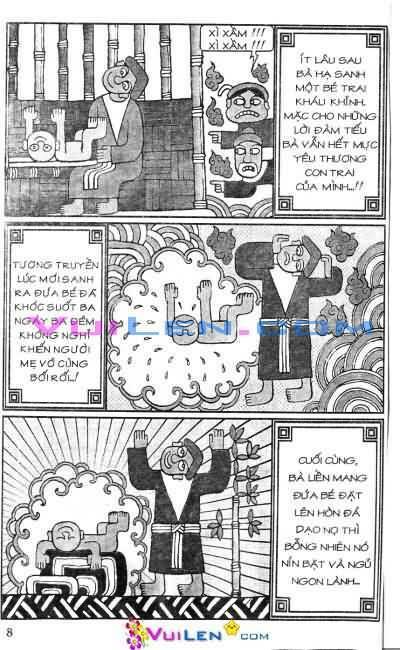 XÌ XẦM !!!
XÌ XẦM !!!
ÍT LÂU SAU
BÀ HẠ SANH
MỘT BÉ TRAI
KHÁU KHỈNH.
MẶC CHO NHỮNG
LỜI ĐÀM TIẾU
BÀ VẪN HẾT MỰC
YÊU THƯƠNG
CON TRAI
CỦA MÌNH...!!
TƯƠNG TRUYỀN
LÚC MỚI SANH
RA ĐỨA BÉ ĐÃ
KHÓC SUỐT BA
NGÀY BA ĐÊM
KHÔNG NGHỈ
KHIẾN NGƯỜI
MẸ VÔ CÙNG
BỐI RỐI...!
VUILEN.COM
CUỐI CÙNG,
BÀ LIỀN MANG
ĐỨA BÉ ĐẶT
LÊN HÒN ĐÁ
DẠO NỌ THÌ
BỖNG NHIÊN NÓ
NÍN BẶT VÀ NGỦ
NGON LÀNH...
8
VUILEN.COM